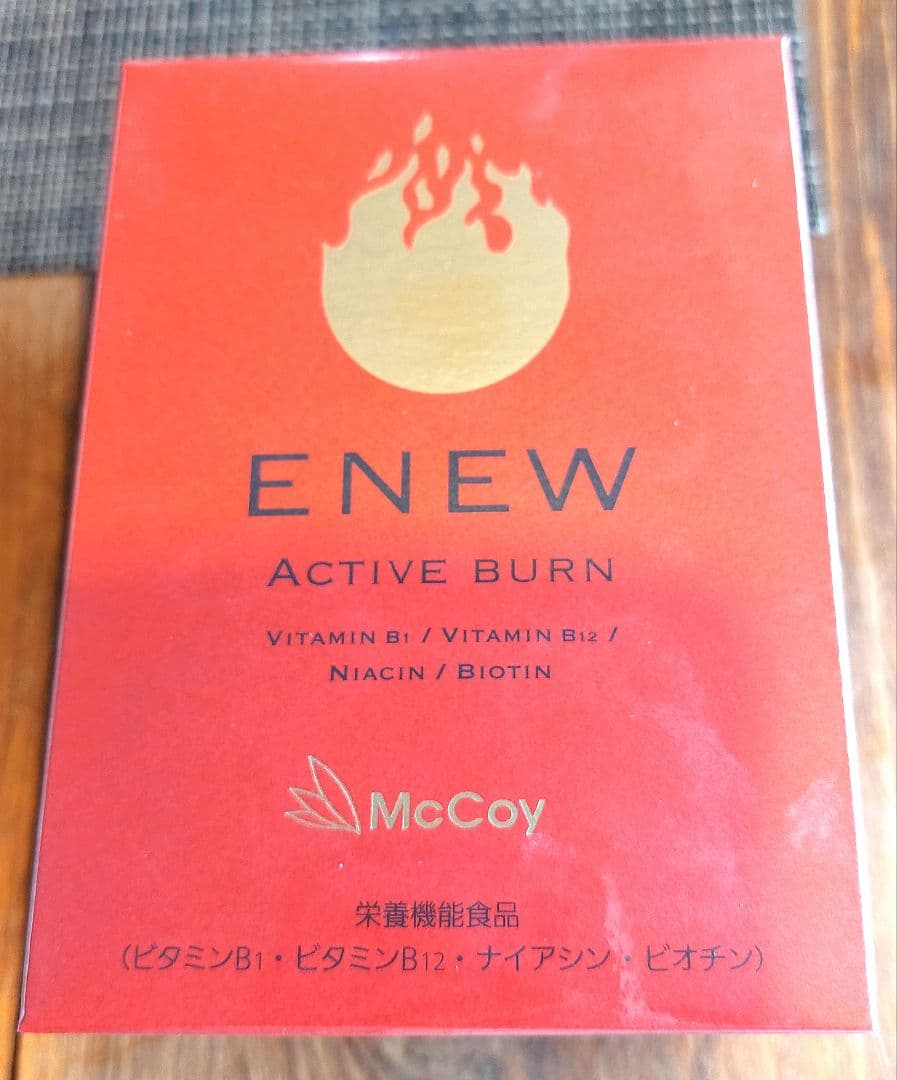 ENEW
ACTIVE BURN
VITAMIN B1 / VITAMIN B12 /
NIACIN / BIOTIN
McCoy
栄養機能食品
(ビタミンB1・ビタミンB12・ナイアシン・ビオチン)